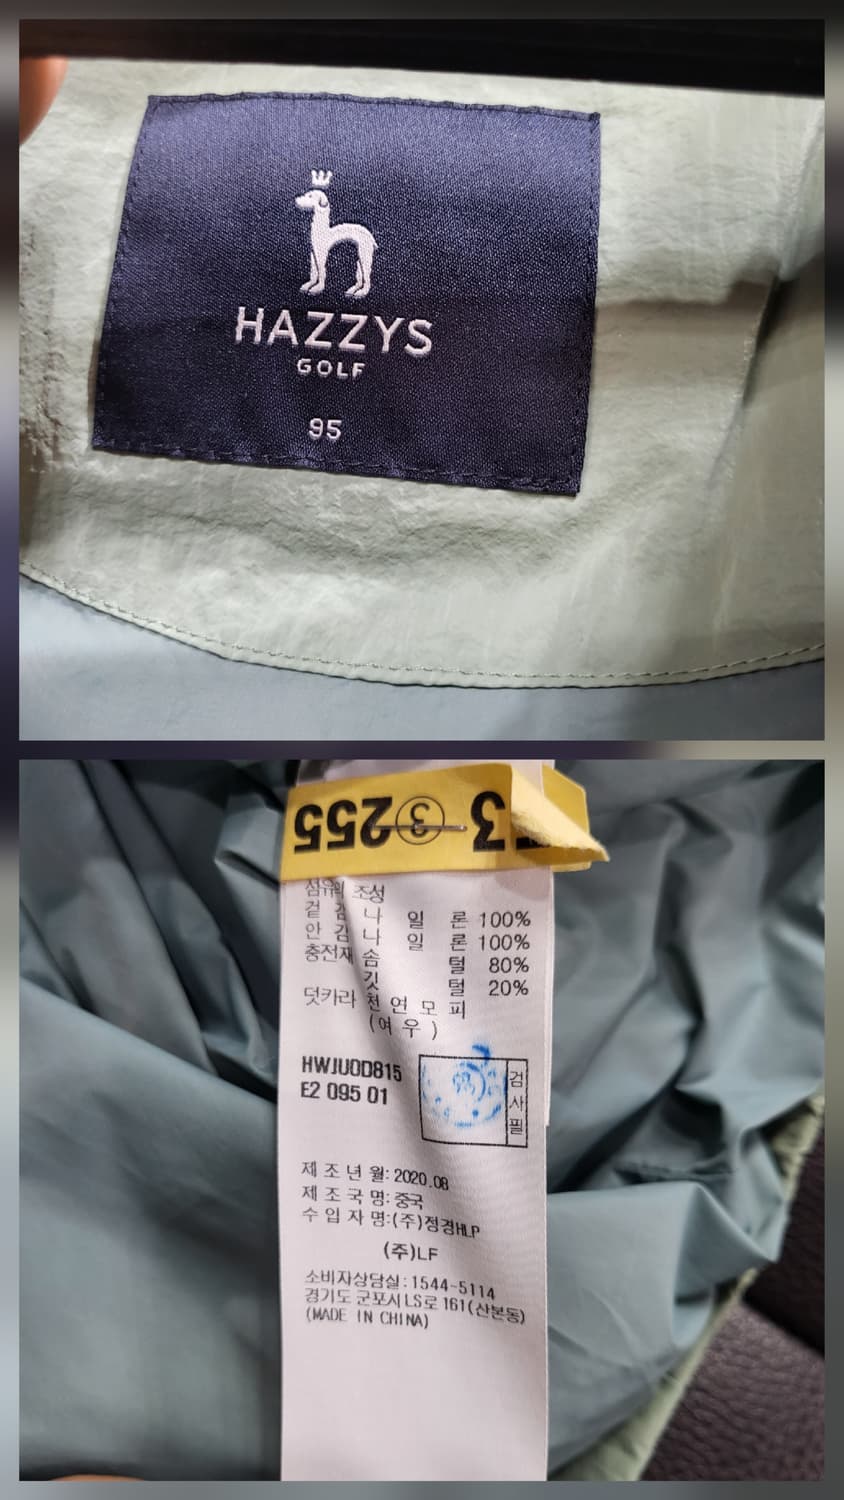 HAZZYS
GOLF
95
255 ③ 3
섬유의 조성
겉 감 나 일 론 100%
안 감 나 일 론 100%
충전재 솜 털 80%
깃 털 20%
덧카라 천 연 모 피
(여 우)
HWJU0D815
E2 095 01
검사필
제 조 년 월: 2020.08
제 조 국 명: 중국
수 입 자 명:(주)정경HLP
(주)LF
소비자상담실:1544-5114
경기도 군포시 LS로 161(산본동)
(MADE IN CHINA)